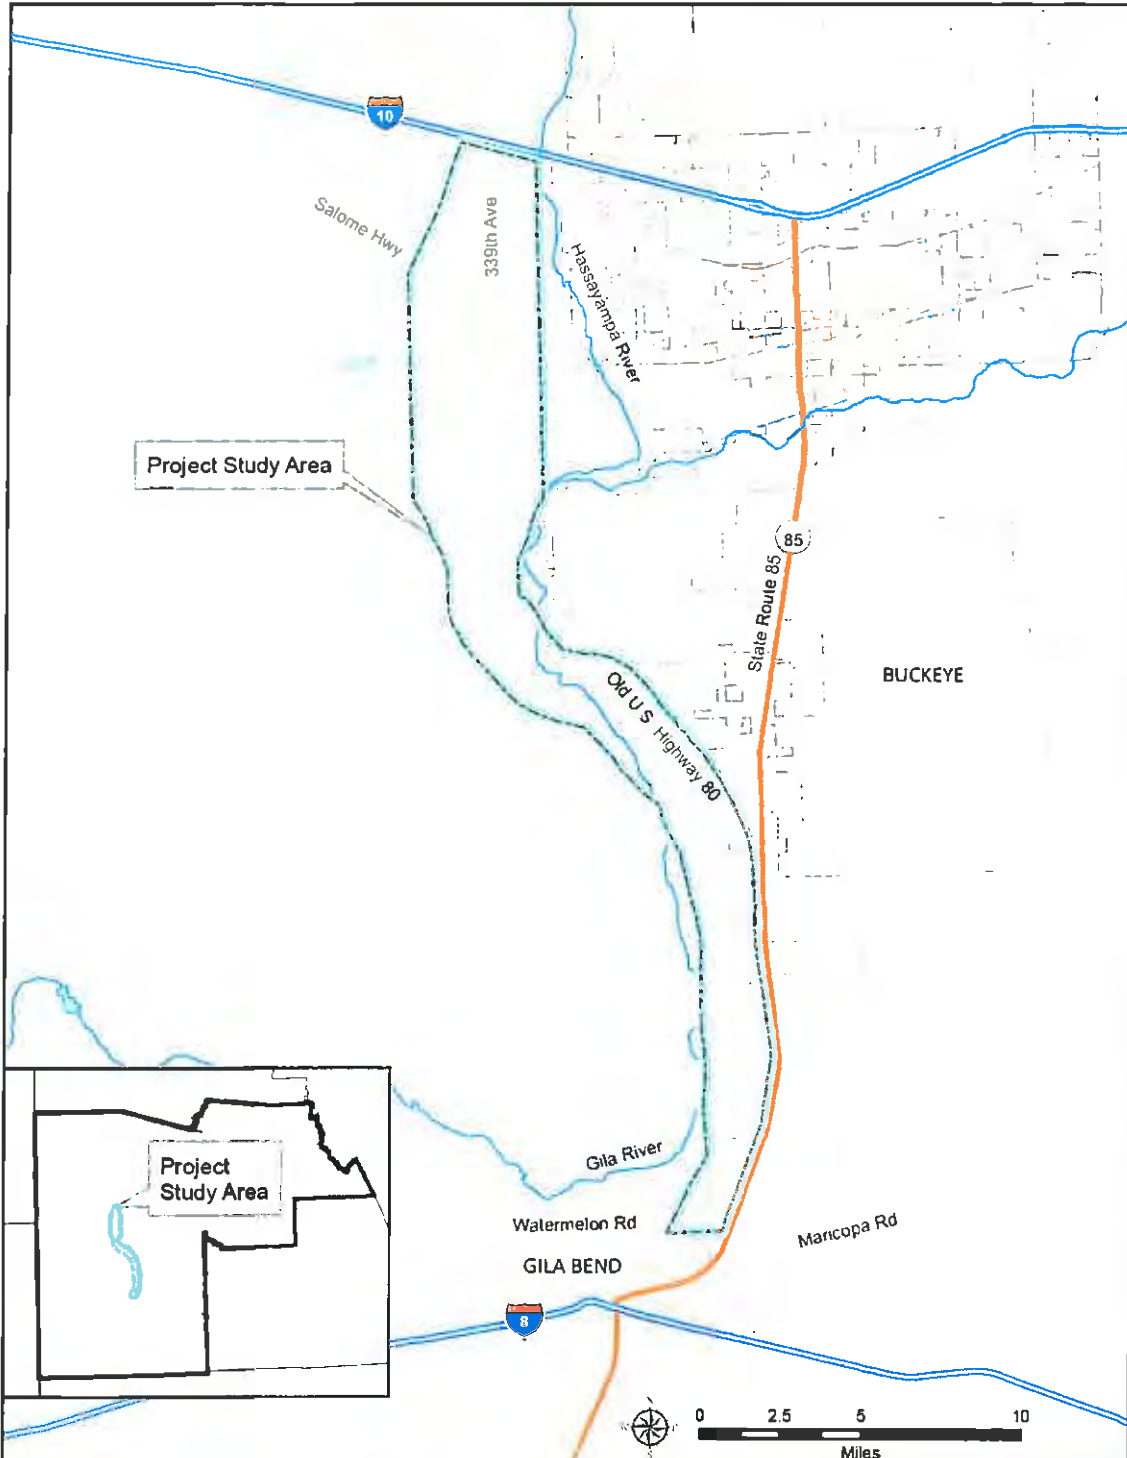 10
Salome Hwy
339th Ave
Hassayampa River
Project Study Area
85
State Route 85
BUCKEYE
Old U S Highway 80
Project
Study Area
Gila River
Watermelon Rd
Maricopa Rd
GILA BEND
8
N
0 2.5 5 10
Miles